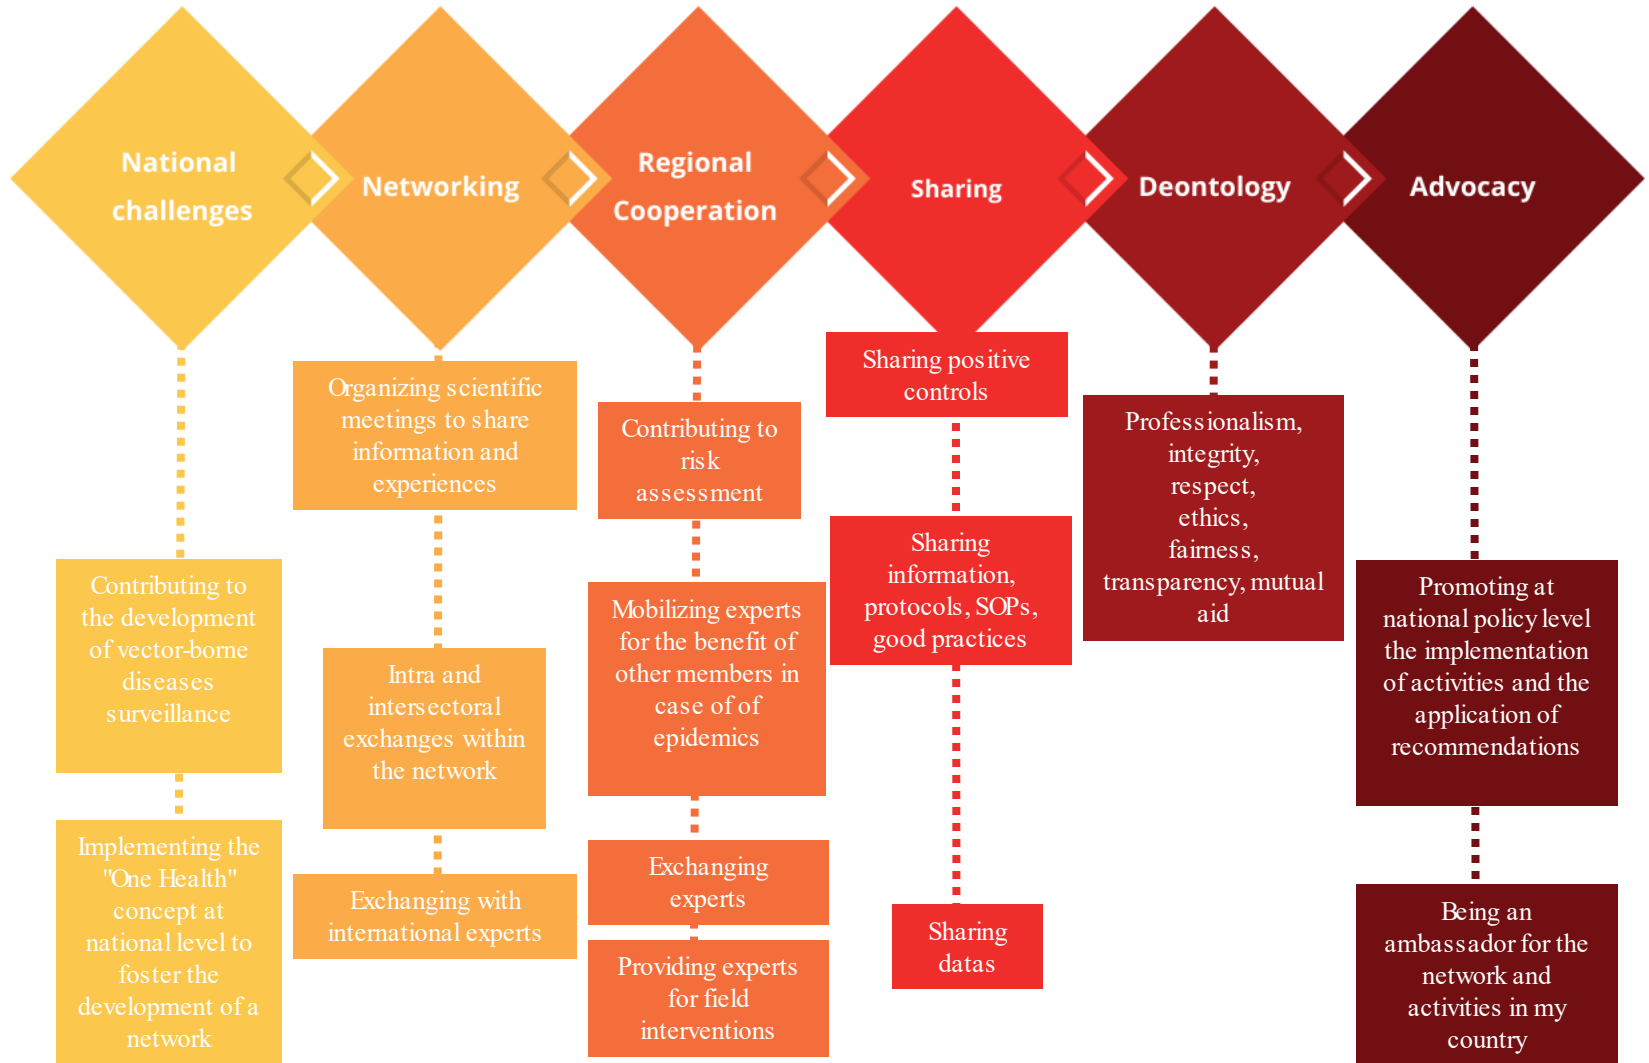 National
challenges
Networking
Regional
Cooperation
Sharing
Deontology
Advocacy
Contributing to
the development
of vector-borne
diseases
surveillance
Implementing the
"One Health"
concept at
national level to
foster the
development of a
network
Organizing scientific
meetings to share
information and
experiences
Intra and
intersectoral
exchanges within
the network
Exchanging with
international experts
Contributing to
risk
assessment
Mobilizing experts
for the benefit of
other members in
case of of
epidemics
Exchanging
experts
Providing experts
for field
interventions
Sharing positive
controls
Sharing
information,
protocols, SOPs,
good practices
Sharing
datas
Professionalism,
integrity,
respect,
ethics,
fairness,
transparency, mutual
aid
Promoting at
national policy level
the implementation
of activities and the
application of
recommendations
Being an
ambassador for the
network and
activities in my
country